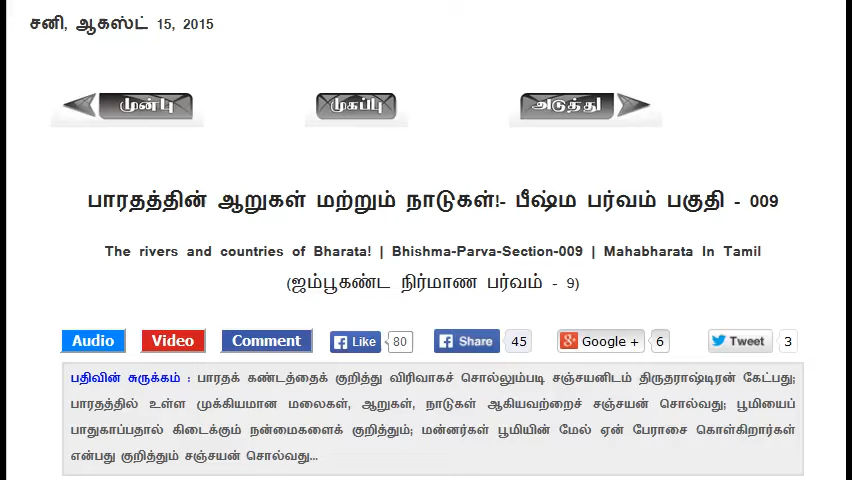 சனி, ஆகஸ்ட் 15, 2015
முன்பு முகப்பு அடுத்து
பாரதத்தின் ஆறுகள் மற்றும் நாடுகள்!- பீஷ்ம பர்வம் பகுதி - 009
The rivers and countries of Bharata! | Bhishma-Parva-Section-009 | Mahabharata In Tamil
(ஜம்பூகண்ட நிர்மாண பர்வம் - 9)
Audio Video Comment Like 80 Share 45 Google + 6 Tweet 3
பதிவின் சுருக்கம் : பாரதக் கண்டத்தைக் குறித்து விரிவாகச் சொல்லும்படி சஞ்சயனிடம் திருதராஷ்டிரன் கேட்பது;
பாரதத்தில் உள்ள முக்கியமான மலைகள், ஆறுகள், நாடுகள் ஆகியவற்றைச் சஞ்சயன் சொல்வது; பூமியைப்
பாதுகாப்பதால் கிடைக்கும் நன்மைகளைக் குறித்தும்; மன்னர்கள் பூமியின் மேல் ஏன் பேராசை கொள்கிறார்கள்
என்பது குறித்தும் சஞ்சயன் சொல்வது...